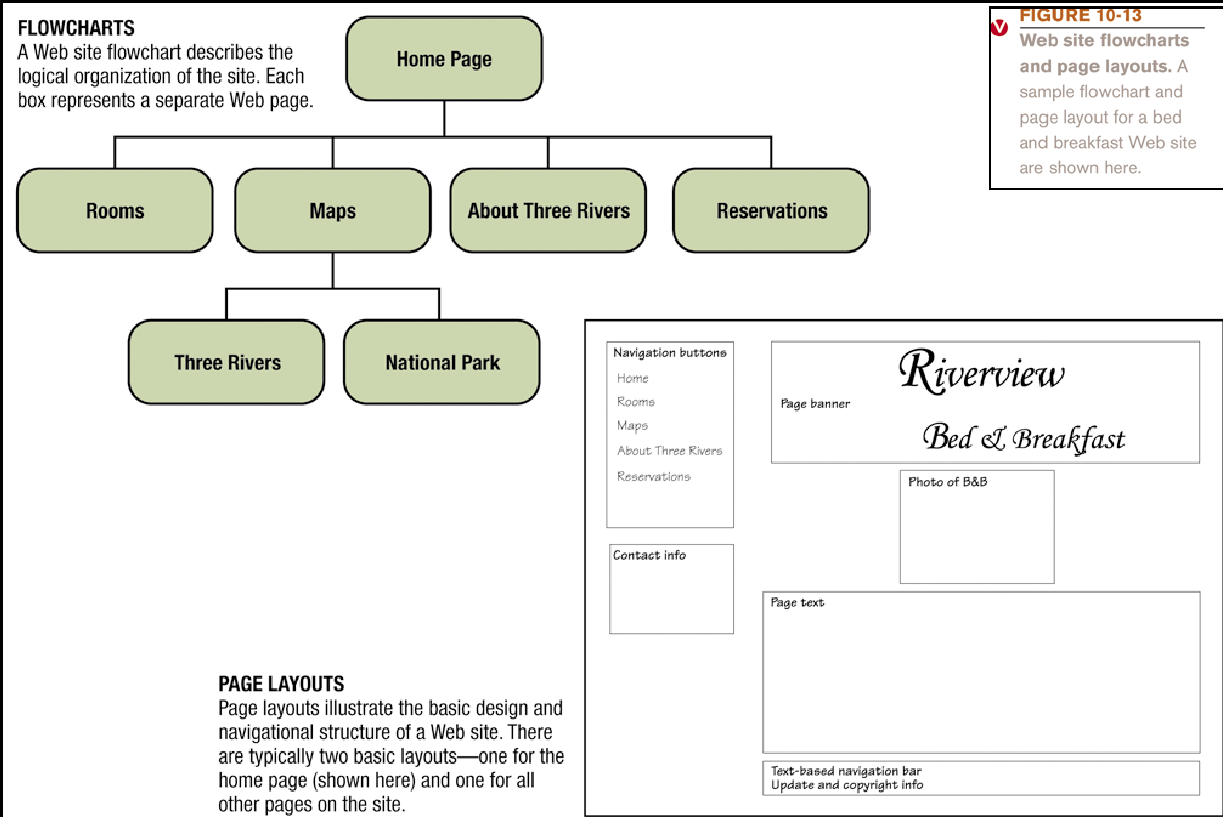 FLOWCHARTS
A Web site flowchart describes the
logical organization of the site. Each
box represents a separate Web page.
Home Page
Rooms
Maps
About Three Rivers
Reservations
Three Rivers
National Park
V
FIGURE 10-13
Web site flowcharts
and page layouts. A
sample flowchart and
page layout for a bed
and breakfast Web site
are shown here.
Navigation buttons
Home
Rooms
Maps
About Three Rivers
Reservations
Contact info
Riverview
Page banner
Bed & Breakfast
Photo of B&B
Page text
Text-based navigation bar
Update and copyright info
PAGE LAYOUTS
Page layouts illustrate the basic design and
navigational structure of a Web site. There
are typically two basic layouts—one for the
home page (shown here) and one for all
other pages on the site.